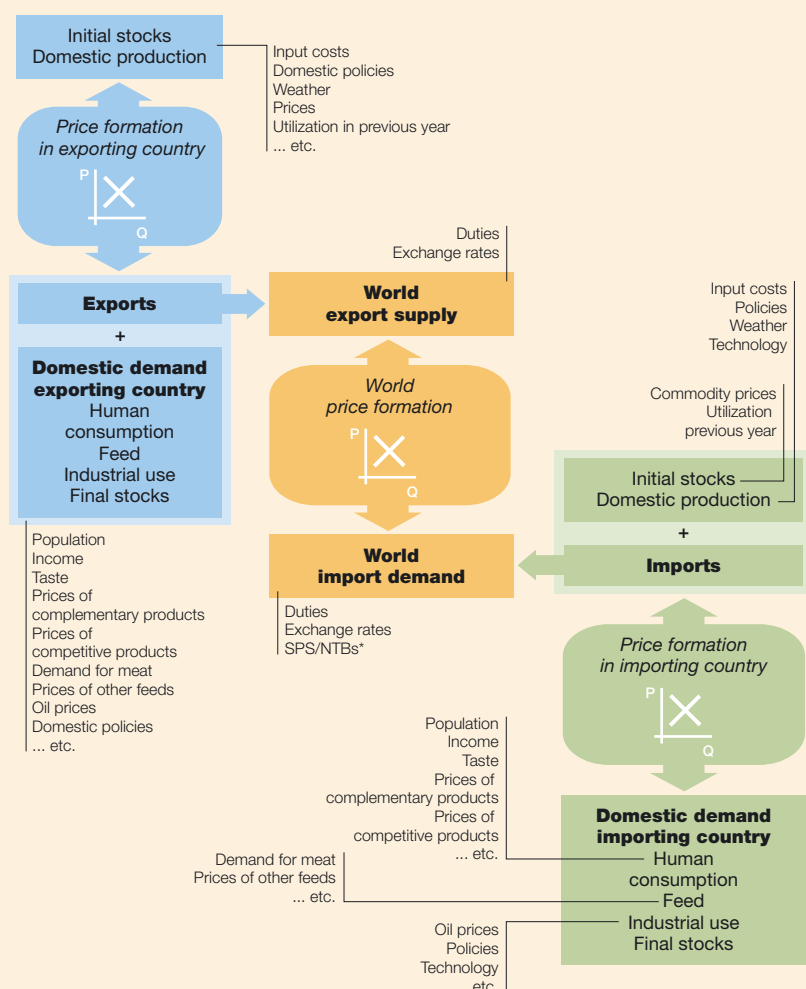 Initial stocks
Domestic production
Input costs
Domestic policies
Weather
Prices
Utilization in previous year
... etc.
Price formation
in exporting country
P
Q
Duties
Exchange rates
Exports
+
Domestic demand
exporting country
Human
consumption
Feed
Industrial use
Final stocks
World
export supply
World
price formation
P
Q
World
import demand
Duties
Exchange rates
SPS/NTBs*
Population
Income
Taste
Prices of
complementary products
Prices of
competitive products
Demand for meat
Prices of other feeds
Oil prices
Domestic policies
... etc.
Input costs
Policies
Weather
Technology
Commodity prices
Utilization
previous year
Initial stocks
Domestic production
+
Imports
Price formation
in importing country
P
Q
Population
Income
Taste
Prices of
complementary products
Prices of
competitive products
... etc.
Demand for meat
Prices of other feeds
... etc.
Oil prices
Policies
Technology
etc.
Domestic demand
importing country
Human
consumption
Feed
Industrial use
Final stocks